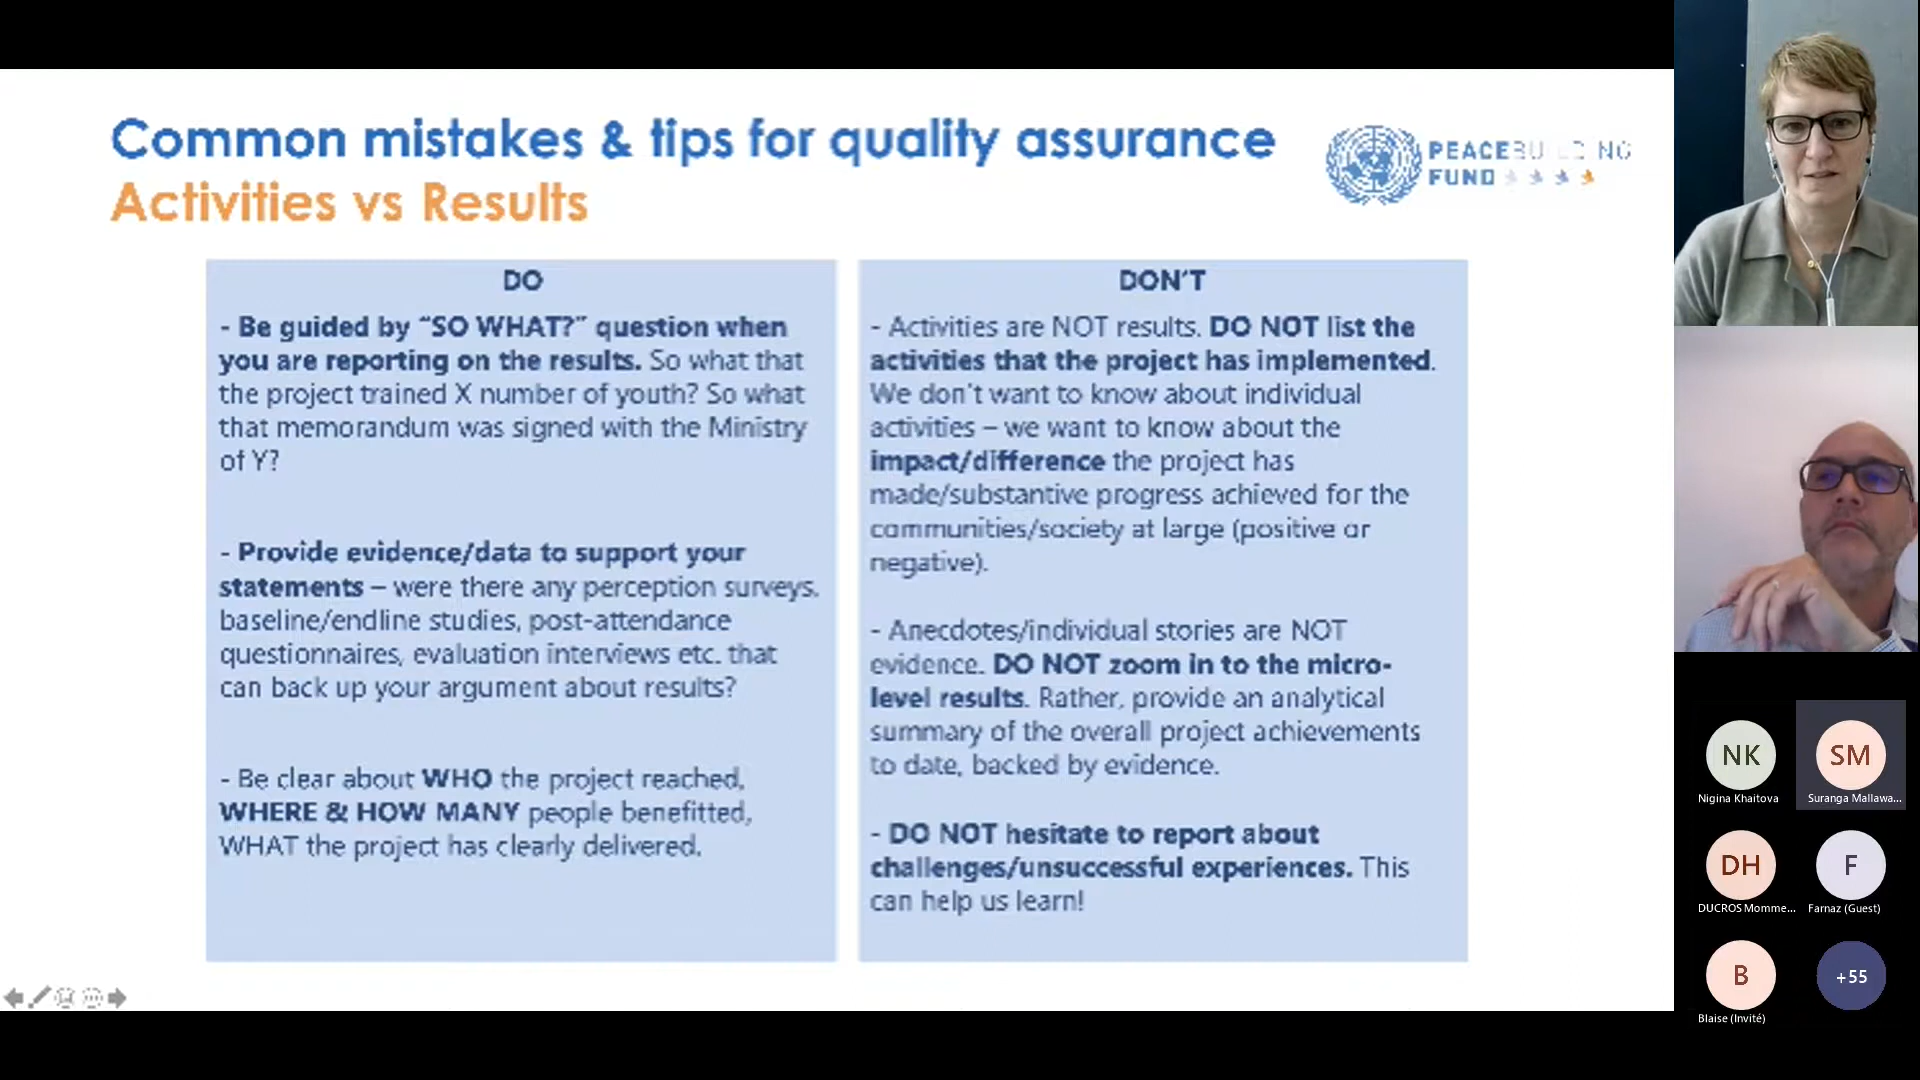 Common mistakes & tips for quality assurance
Activities vs Results
PEACEBUILDING
FUND
DO
- Be guided by “SO WHAT?” question when
you are reporting on the results. So what that
the project trained X number of youth? So what
that memorandum was signed with the Ministry
of Y?
- Provide evidence/data to support your
statements – were there any perception surveys,
baseline/endline studies, post-attendance
questionnaires, evaluation interviews etc. that
can back up your argument about results?
- Be clear about WHO the project reached,
WHERE & HOW MANY people benefitted,
WHAT the project has clearly delivered.
DON'T
- Activities are NOT results. DO NOT list the
activities that the project has implemented.
We don't want to know about individual
activities – we want to know about the
impact/difference the project has
made/substantive progress achieved for the
communities/society at large (positive or
negative).
- Anecdotes/individual stories are NOT
evidence. DO NOT zoom in to the micro-
level results. Rather, provide an analytical
summary of the overall project achievements
to date, backed by evidence.
- DO NOT hesitate to report about
challenges/unsuccessful experiences. This
can help us learn!
NK
Nigina Khaitova
SM
Suranga Mallawa...
DH
DUCROS Momme...
F
Farnaz (Guest)
B
Blaise (Invité)
+55